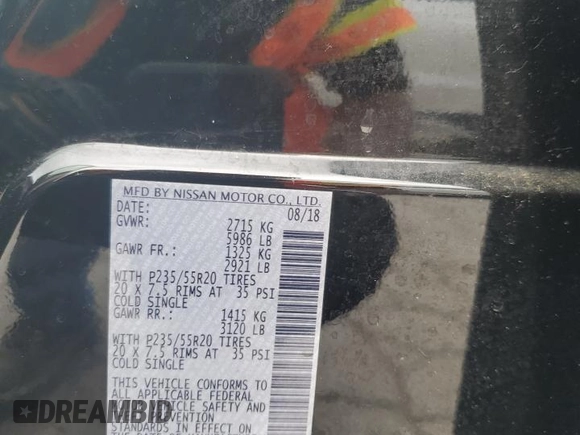 MFD BY NISSAN MOTOR CO., LTD.
DATE: 08/18
GVWR: 2715 KG
5986 LB
GAWR FR.: 1325 KG
2921 LB
WITH P235/55R20 TIRES
20 X 7.5 RIMS AT 35 PSI
COLD SINGLE
GAWR RR.: 1415 KG
3120 LB
WITH P235/55R20 TIRES
20 X 7.5 RIMS AT 35 PSI
COLD SINGLE
THIS VEHICLE CONFORMS TO
ALL APPLICABLE FEDERAL
SAFETY AND
STANDARDS
DREAMBID